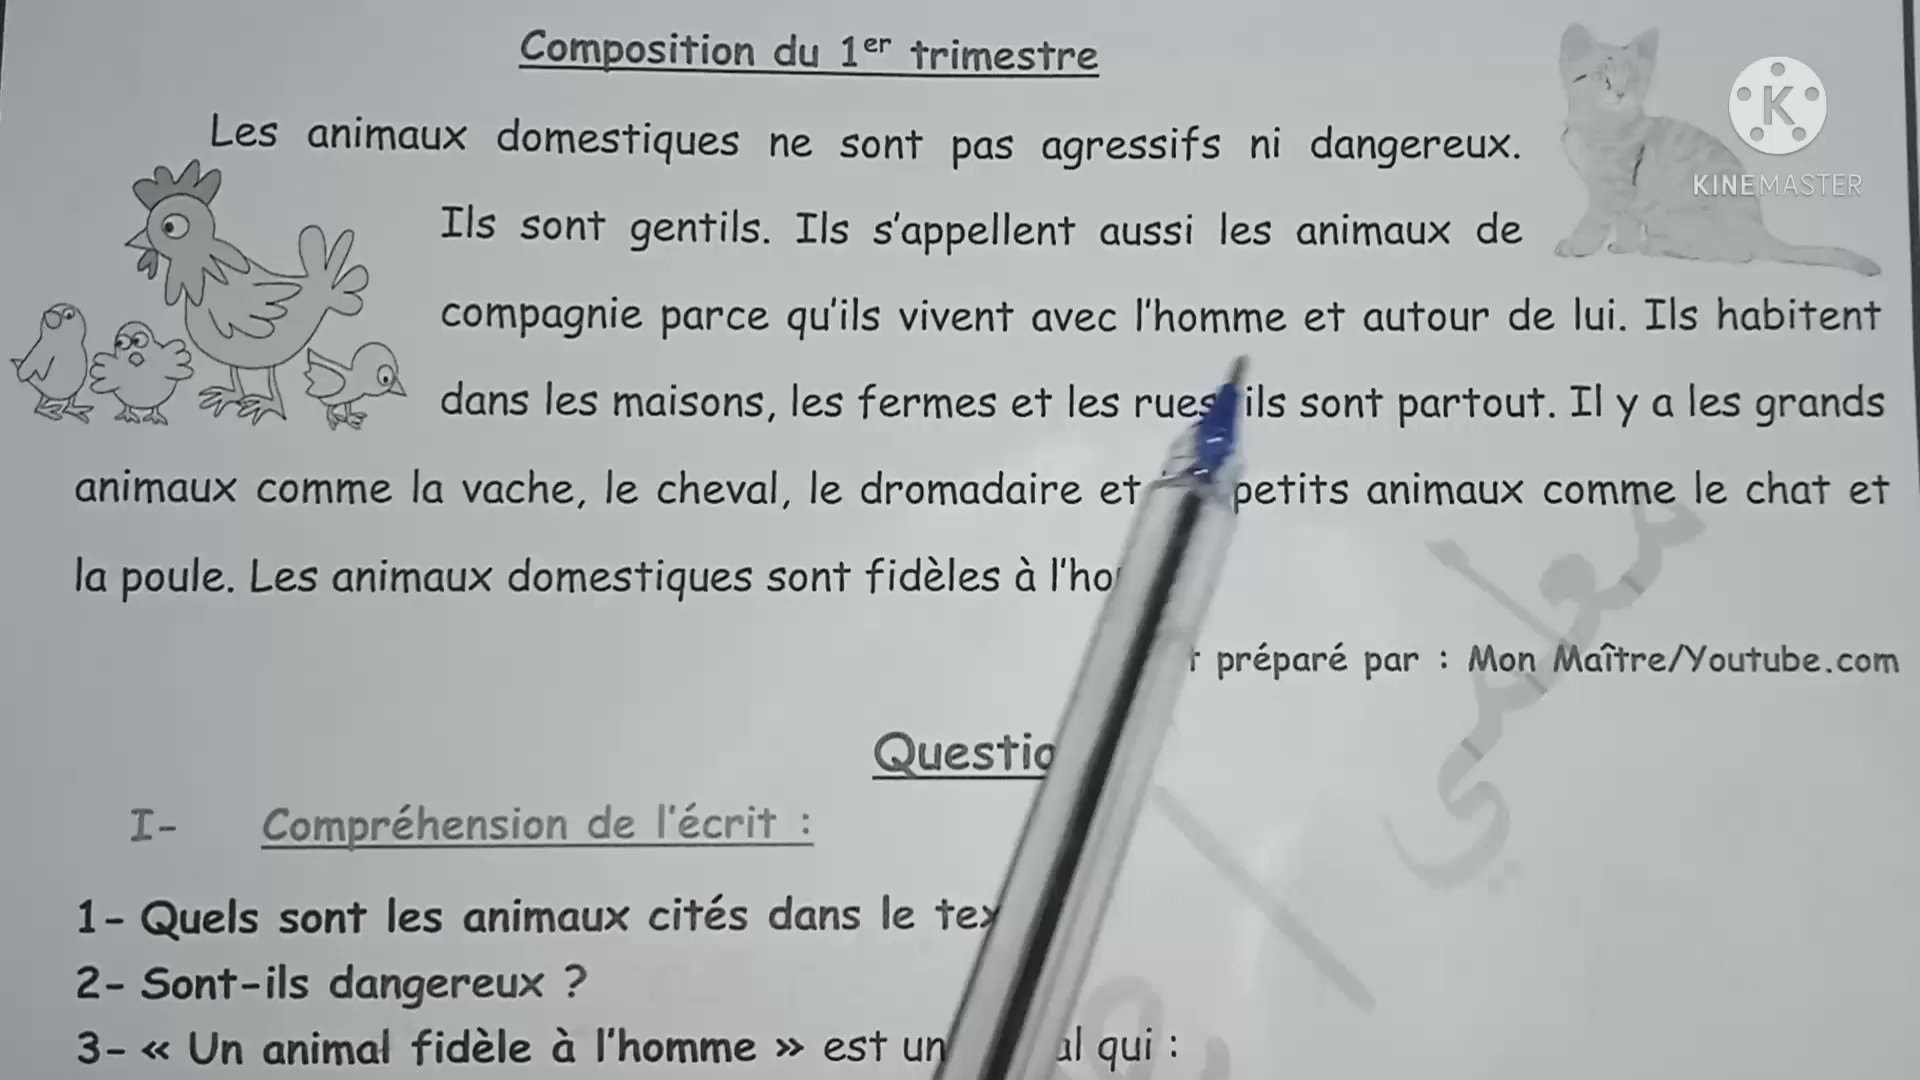 Composition du 1er trimestre
KINEMASTER
Les animaux domestiques ne sont pas agressifs ni dangereux.
Ils sont gentils. Ils s'appellent aussi les animaux de
compagnie parce qu'ils vivent avec l'homme et autour de lui. Ils habitent
dans les maisons, les fermes et les rues ils sont partout. Il y a les grands
animaux comme la vache, le cheval, le dromadaire et petits animaux comme le chat et
la poule. Les animaux domestiques sont fidèles à
préparé par : Mon Maître/Youtube.com
I- Compréhension de l'écrit :
1- Quels sont les animaux cités dans le
2- Sont-ils dangereux ?
3- « Un animal fidèle à l'homme » est un qui :